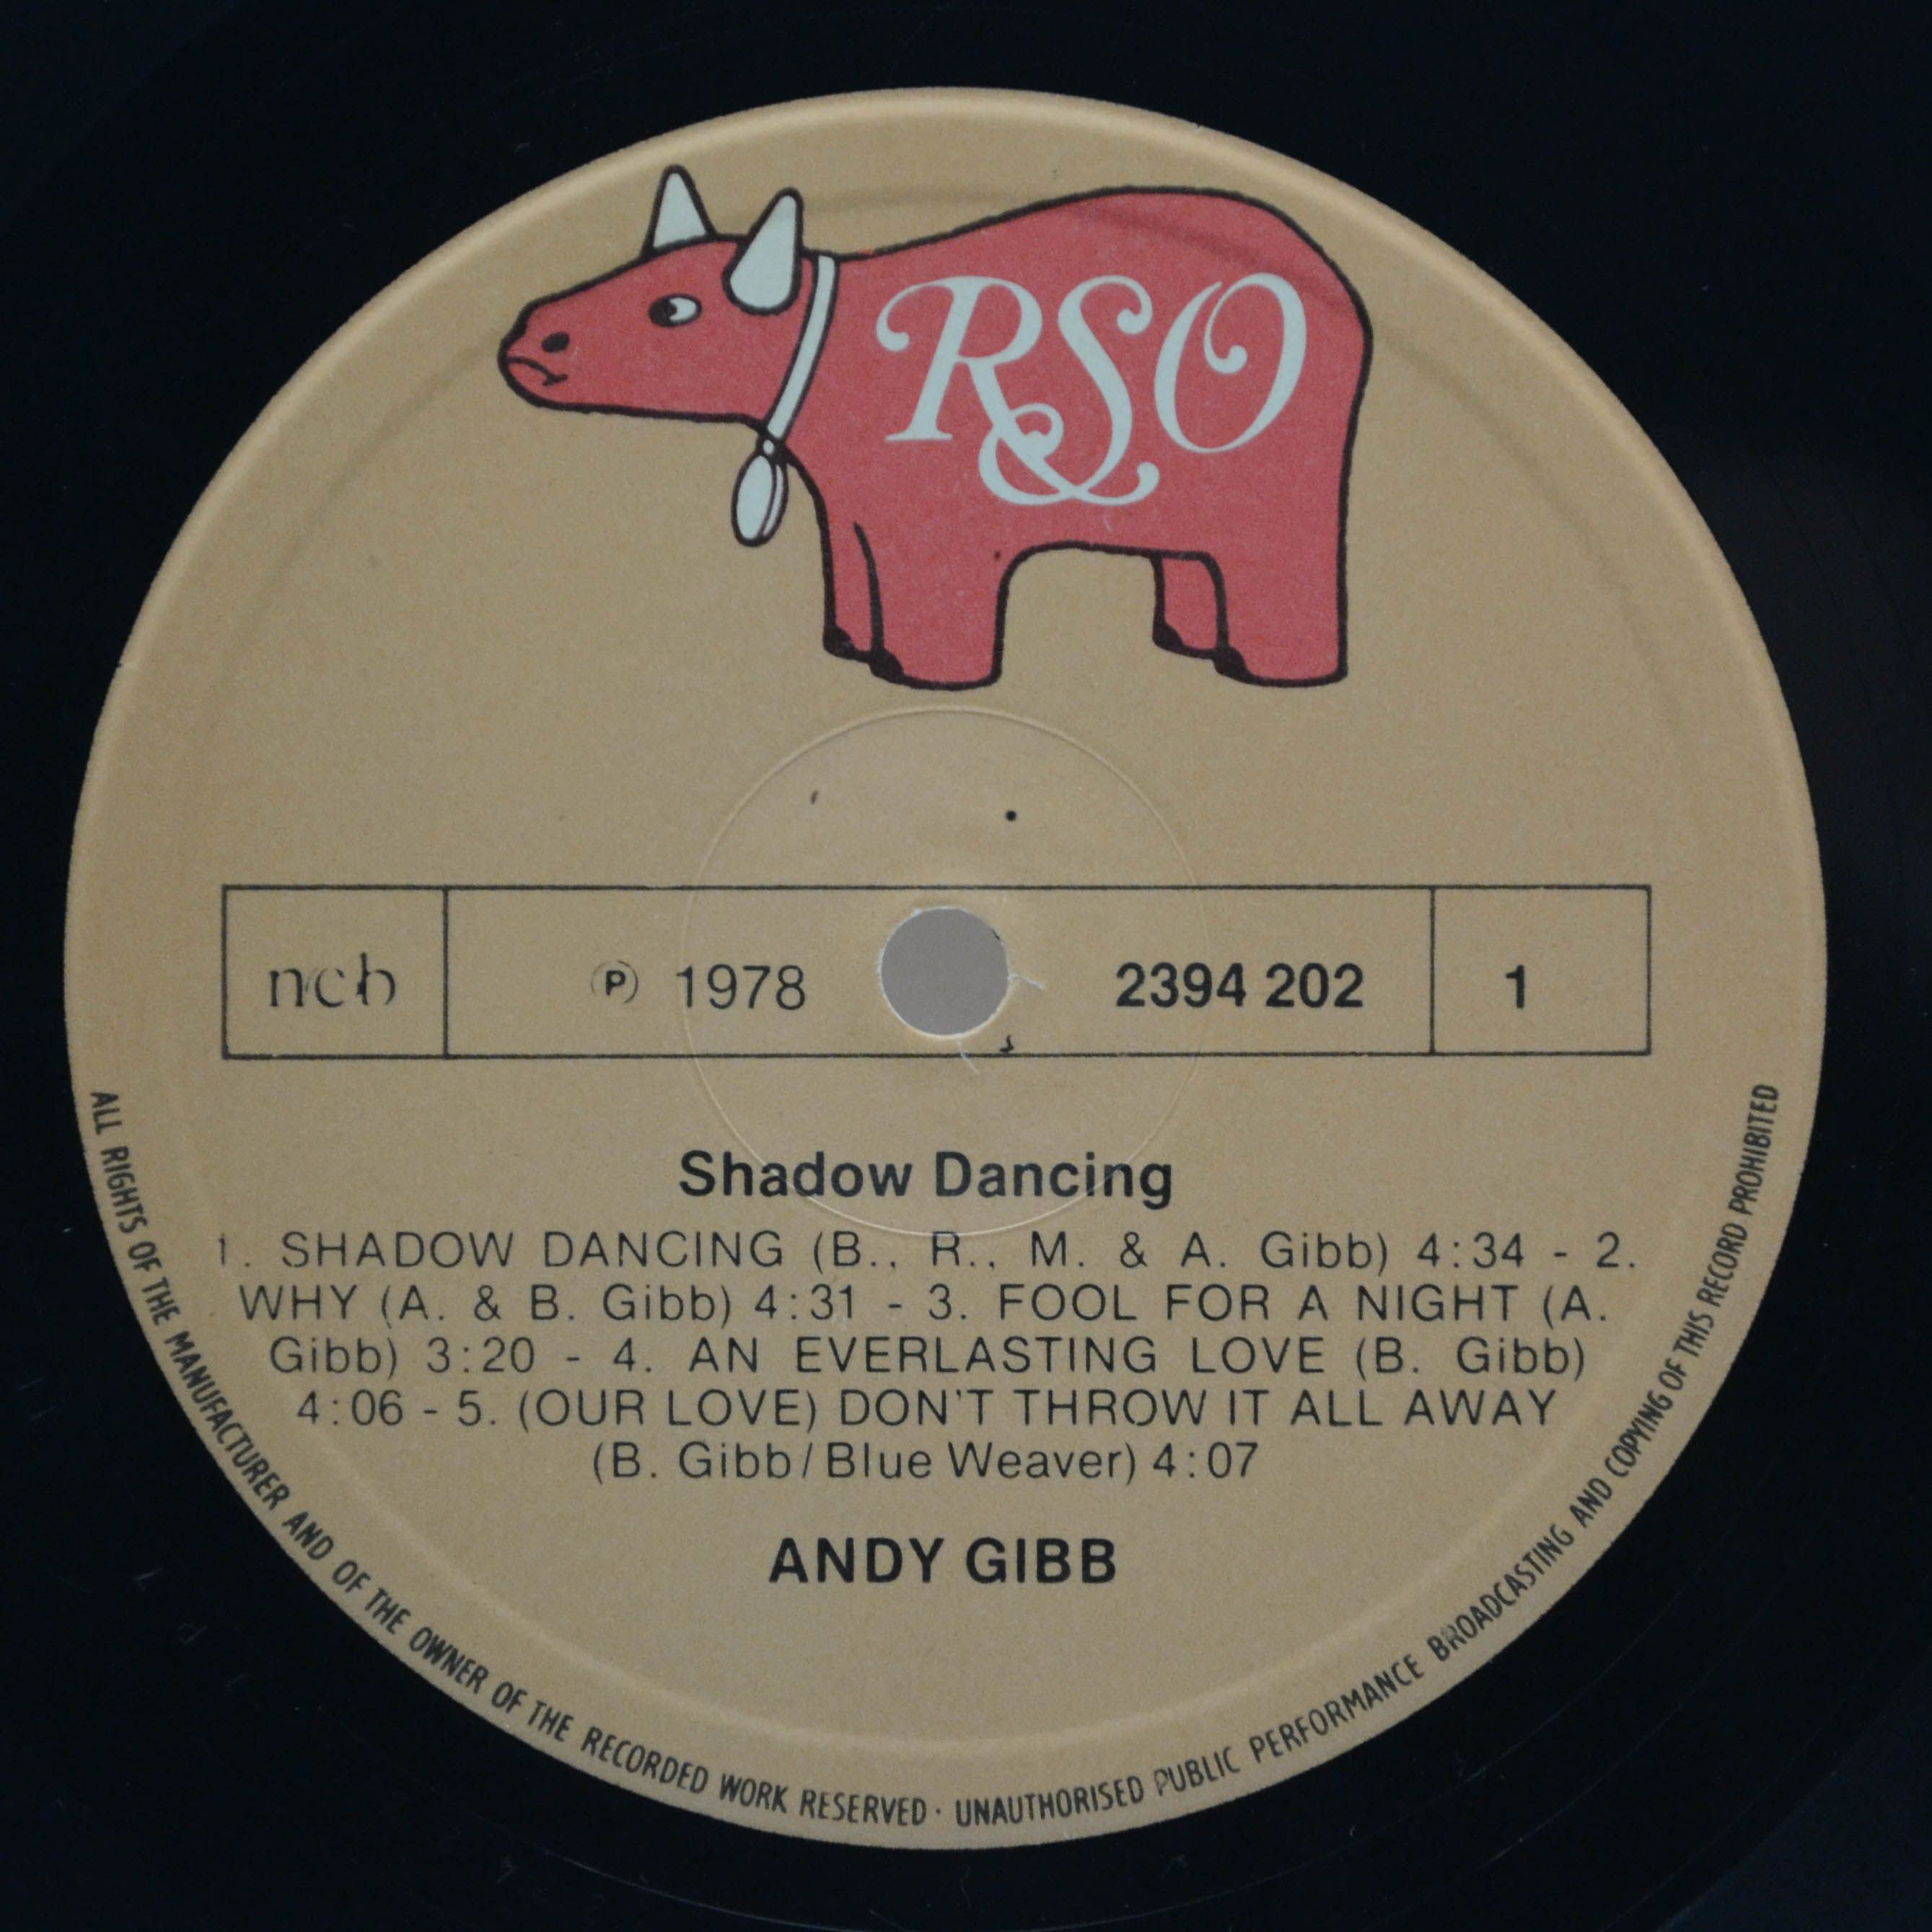 RSO
ncb
℗ 1978
2394 202
1
Shadow Dancing
1. SHADOW DANCING (B., R., M. & A. Gibb) 4:34 - 2.
WHY (A. & B. Gibb) 4:31 - 3. FOOL FOR A NIGHT (A.
Gibb) 3:20 - 4. AN EVERLASTING LOVE (B. Gibb)
4:06 - 5. (OUR LOVE) DON'T THROW IT ALL AWAY
(B. Gibb/Blue Weaver) 4:07
ANDY GIBB
ALL RIGHTS OF THE MANUFACTURER AND OF THE OWNER OF THE RECORDED WORK RESERVED · UNAUTHORISED PUBLIC PERFORMANCE BROADCASTING AND COPYING OF THIS RECORD PROHIBITED